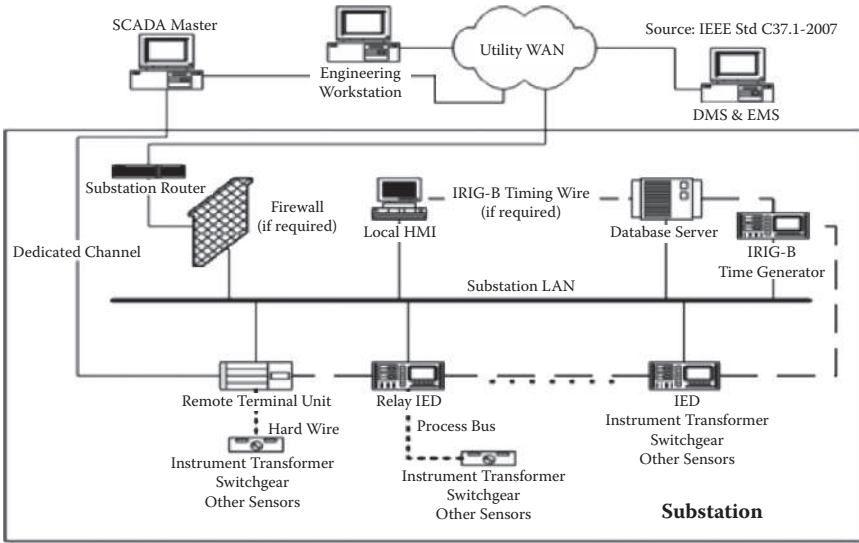 SCADA Master
Engineering
Workstation
Utility WAN
Source: IEEE Std C37.1-2007
DMS & EMS
Substation Router
Firewall
(if required)
Local HMI
IRIG-B Timing Wire
(if required)
Database Server
IRIG-B
Time Generator
Dedicated Channel
Substation LAN
Remote Terminal Unit
Relay IED
IED
Instrument Transformer
Switchgear
Other Sensors
Hard Wire
Instrument Transformer
Switchgear
Other Sensors
Process Bus
Instrument Transformer
Switchgear
Other Sensors
Substation